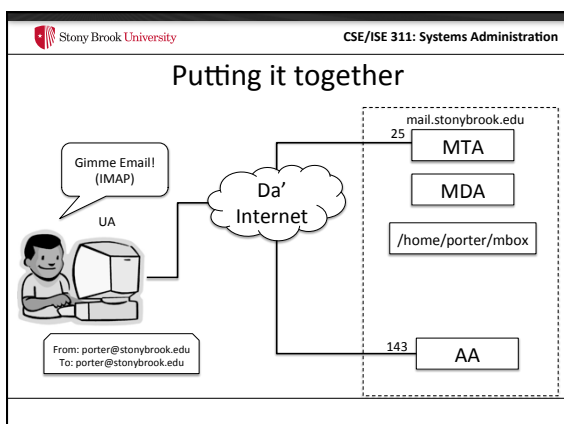 Stony Brook University
CSE/ISE 311: Systems Administration
Putting it together
mail.stonybrook.edu
25
MTA
Gimme Email!
(IMAP)
MDA
Da’
Internet
UA
/home/porter/mbox
From: porter@stonybrook.edu
To: porter@stonybrook.edu
143
AA